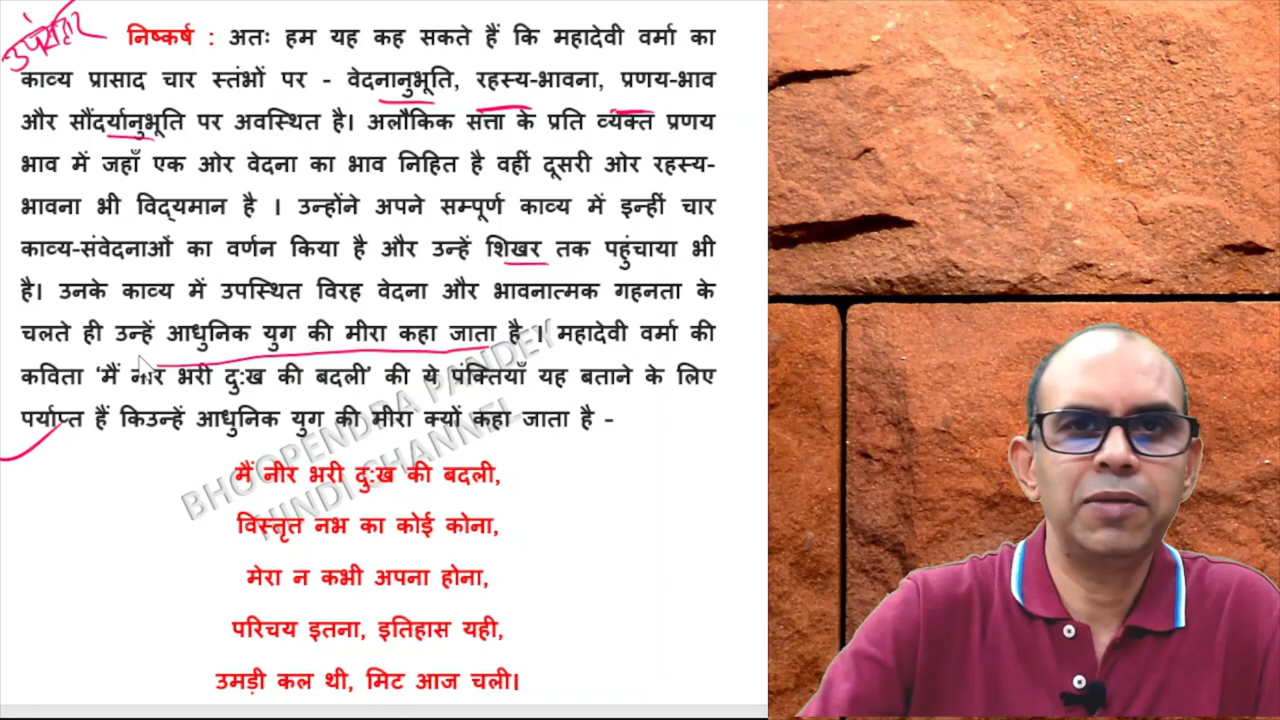 उपसंहार
निष्कर्ष : अतः हम यह कह सकते हैं कि महादेवी वर्मा का
काव्य प्रासाद चार स्तंभों पर - वेदनानुभूति, रहस्य-भावना, प्रणय-भाव
और सौंदर्यानुभूति पर अवस्थित है। अलौकिक सत्ता के प्रति व्यक्त प्रणय
भाव में जहाँ एक ओर वेदना का भाव निहित है वहीं दूसरी ओर रहस्य-
भावना भी विद्यमान है । उन्होंने अपने सम्पूर्ण काव्य में इन्हीं चार
काव्य-संवेदनाओं का वर्णन किया है और उन्हें शिखर तक पहुंचाया भी
है। उनके काव्य में उपस्थित विरह वेदना और भावनात्मक गहनता के
चलते ही उन्हें आधुनिक युग की मीरा कहा जाता है । महादेवी वर्मा की
कविता ‘मैं नीर भरी दु:ख की बदली’ की ये पंक्तियाँ यह बताने के लिए
पर्याप्त हैं किउन्हें आधुनिक युग की मीरा क्यों कहा जाता है –
मैं नीर भरी दु:ख की बदली,
विस्तृत नभ का कोई कोना,
मेरा न कभी अपना होना,
परिचय इतना, इतिहास यही,
उमड़ी कल थी, मिट आज चली।
BHOOPENDRA PANDEY
HINDI CHANNEL